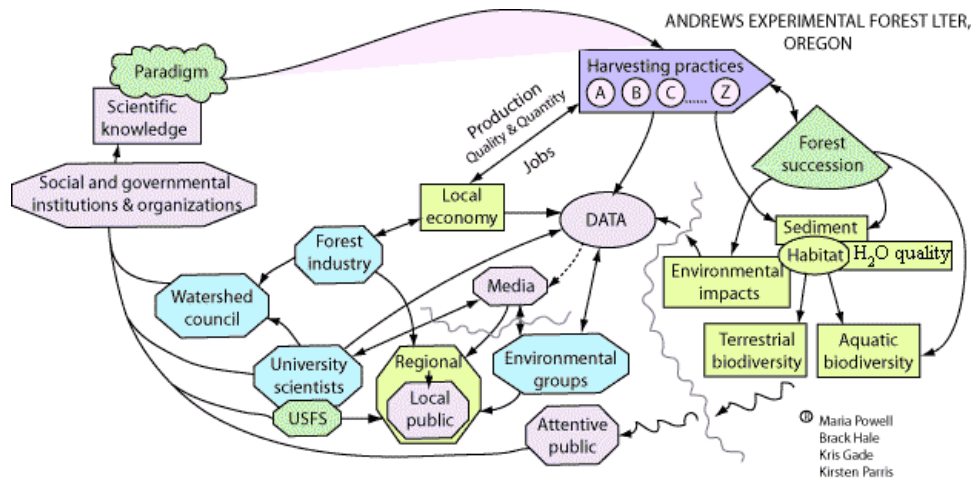 ANDREWS EXPERIMENTAL FOREST LTER,
OREGON
Paradigm
Scientific
knowledge
Harvesting practices
A B C...... Z
Production
Quality & Quantity
Jobs
Forest
succession
Social and governmental
institutions & organizations
Local
economy
DATA
Sediment
Habitat
H₂O quality
Forest
industry
Environmental
impacts
Watershed
council
Media
Terrestrial
biodiversity
Aquatic
biodiversity
University
scientists
Regional
Environmental
groups
USFS
Local
public
Attentive
public
® Maria Powell
Brack Hale
Kris Gade
Kirsten Parris